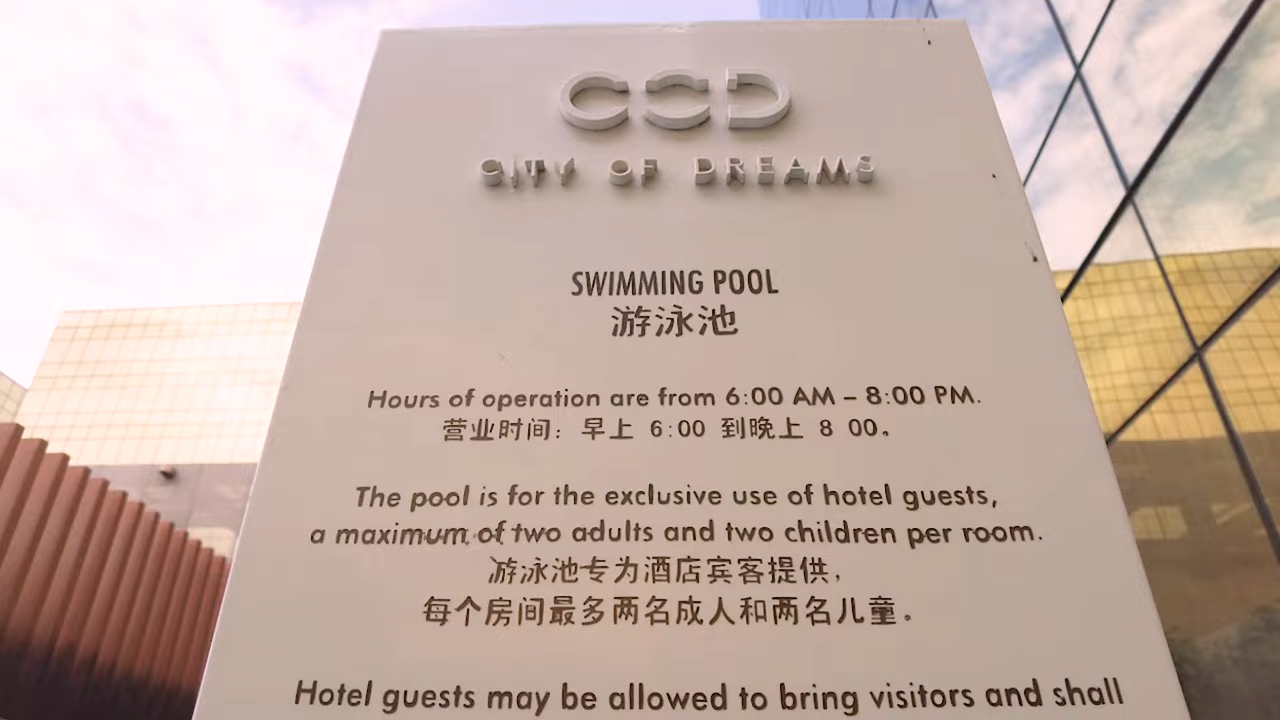 COD
CITY OF DREAMS
SWIMMING POOL
游泳池
Hours of operation are from 6:00 AM – 8:00 PM.
营业时间：早上 6:00 到晚上 8 00。
The pool is for the exclusive use of hotel guests,
a maximum of two adults and two children per room.
游泳池专为酒店宾客提供，
每个房间最多两名成人和两名儿童。
Hotel guests may be allowed to bring visitors and shall